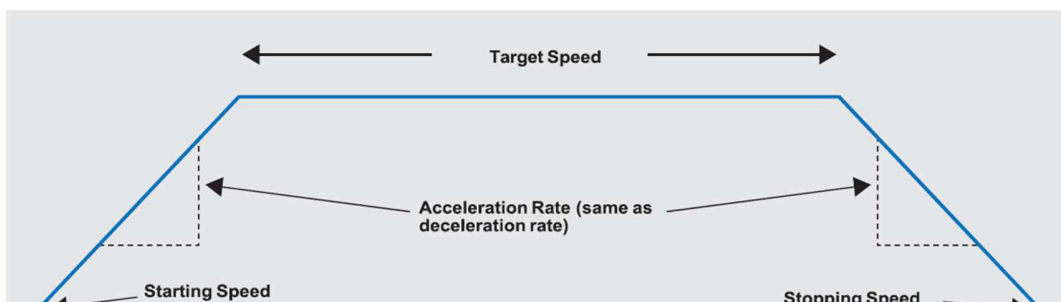 Target Speed
Acceleration Rate (same as
deceleration rate)
Starting Speed
Stopping Speed